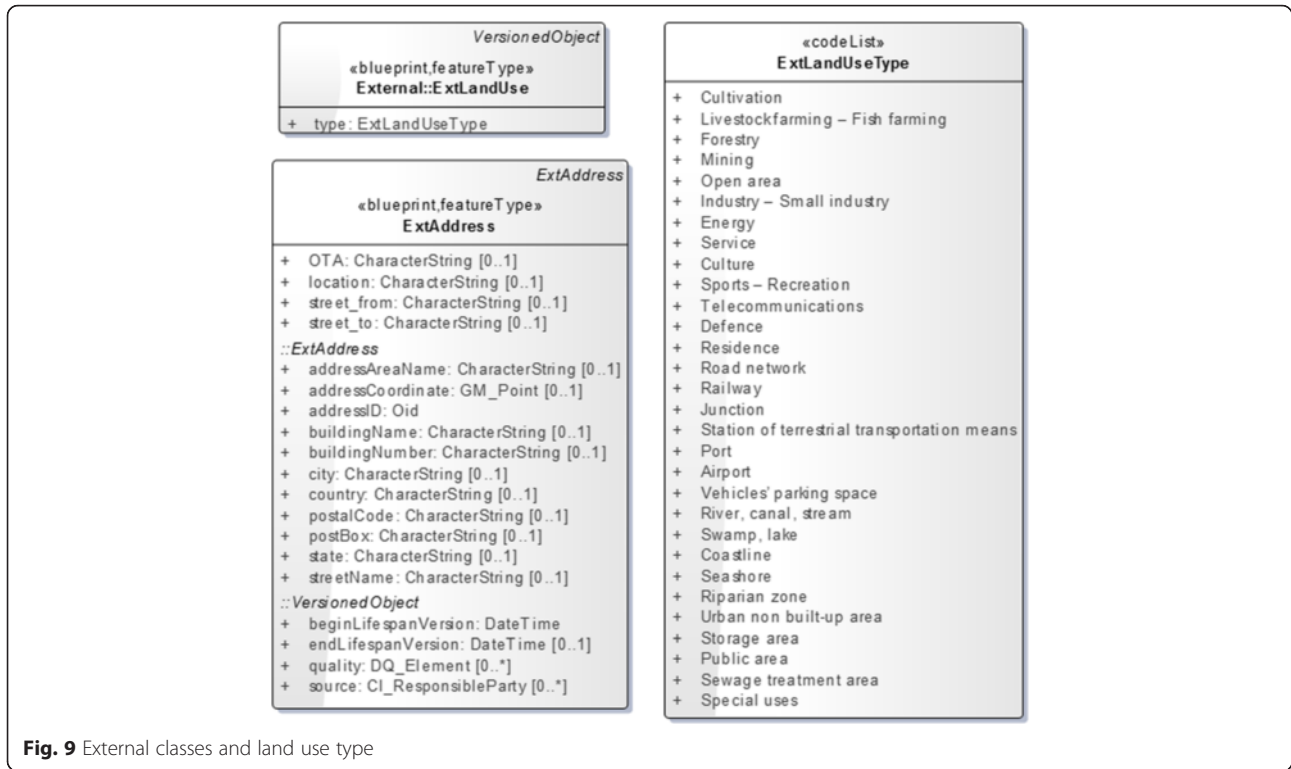 VersionedObject
«blueprint,featureType»
External::ExtLandUse
+ type: ExtLandUseType
ExtAddress
«blueprint,featureType»
ExtAddress
+ OTA: CharacterString [0..1]
+ location: CharacterString [0..1]
+ street_from: CharacterString [0..1]
+ street_to: CharacterString [0..1]
::ExtAddress
+ addressAreaName: CharacterString [0..1]
+ addressCoordinate: GM_Point [0..1]
+ addressID: Oid
+ buildingName: CharacterString [0..1]
+ buildingNumber: CharacterString [0..1]
+ city: CharacterString [0..1]
+ country: CharacterString [0..1]
+ postalCode: CharacterString [0..1]
+ postBox: CharacterString [0..1]
+ state: CharacterString [0..1]
+ streetName: CharacterString [0..1]
::VersionedObject
+ beginLifespanVersion: DateTime
+ endLifespanVersion: DateTime [0..1]
+ quality: DQ_Element [0..*]
+ source: CI_ResponsibleParty [0..*]
«codeList»
ExtLandUseType
+ Cultivation
+ Livestockfarming – Fish farming
+ Forestry
+ Mining
+ Open area
+ Industry – Small industry
+ Energy
+ Service
+ Culture
+ Sports – Recreation
+ Telecommunications
+ Defence
+ Residence
+ Road network
+ Railway
+ Junction
+ Station of terrestrial transportation means
+ Port
+ Airport
+ Vehicles' parking space
+ River, canal, stream
+ Swamp, lake
+ Coastline
+ Seashore
+ Riparian zone
+ Urban non built-up area
+ Storage area
+ Public area
+ Sewage treatment area
+ Special uses
Fig. 9 External classes and land use type